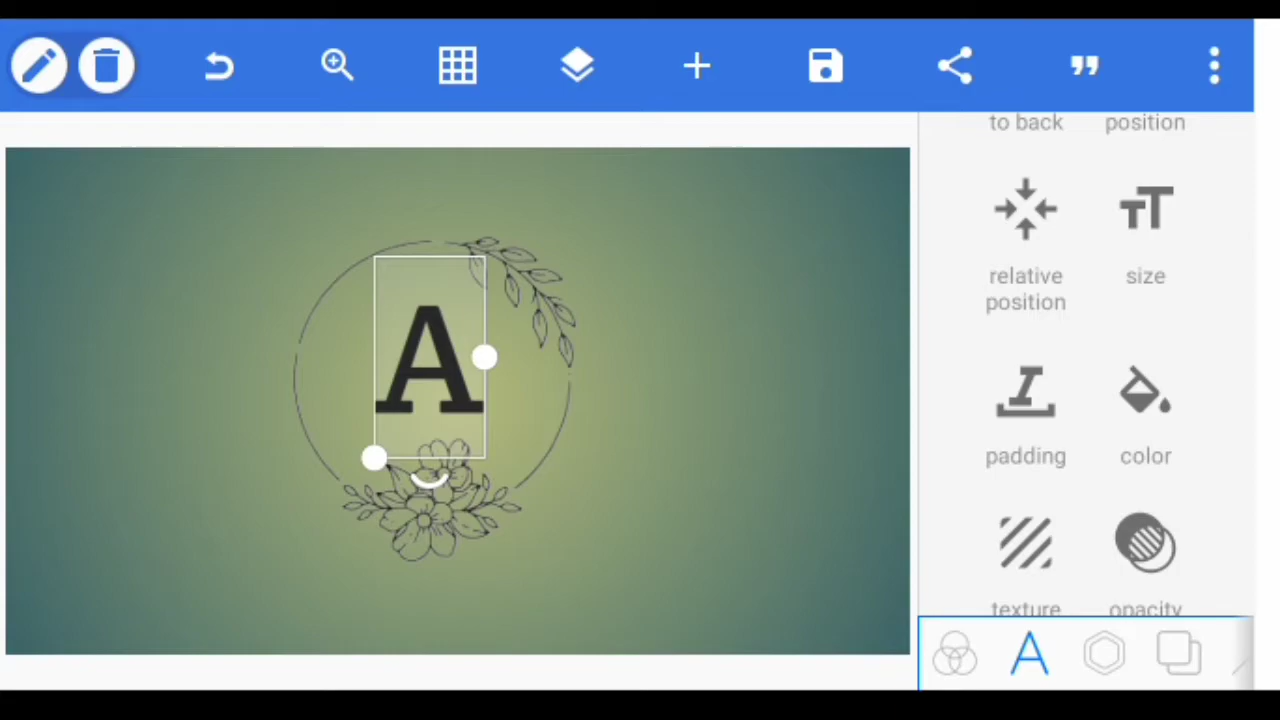 to back
position
relative
position
size
A
padding
color
texture
opacity